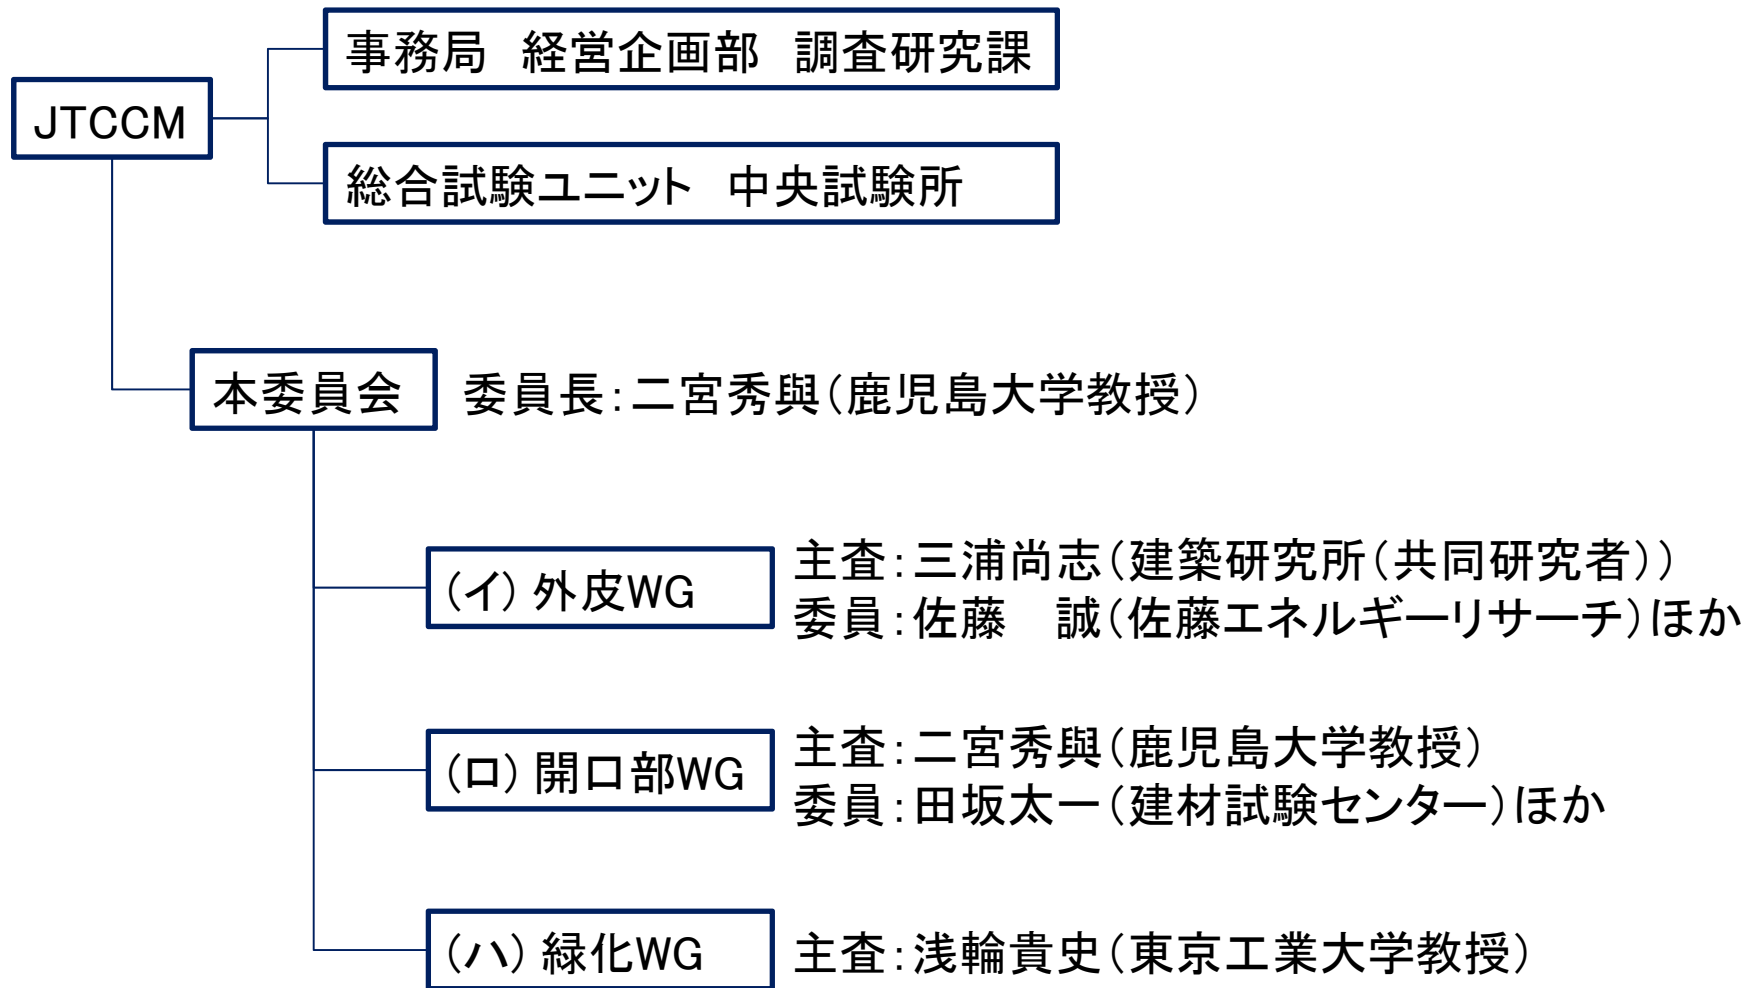 事務局　経営企画部　調査研究課
JTCCM
総合試験ユニット　中央試験所
本委員会
委員長：二宮秀與（鹿児島大学教授）
(イ) 外皮WG
主査：三浦尚志（建築研究所（共同研究者））
委員：佐藤　誠（佐藤エネルギーリサーチ）ほか
(ロ) 開口部WG
主査：二宮秀與（鹿児島大学教授）
委員：田坂太一（建材試験センター）ほか
(ハ) 緑化WG
主査：浅輪貴史（東京工業大学教授）